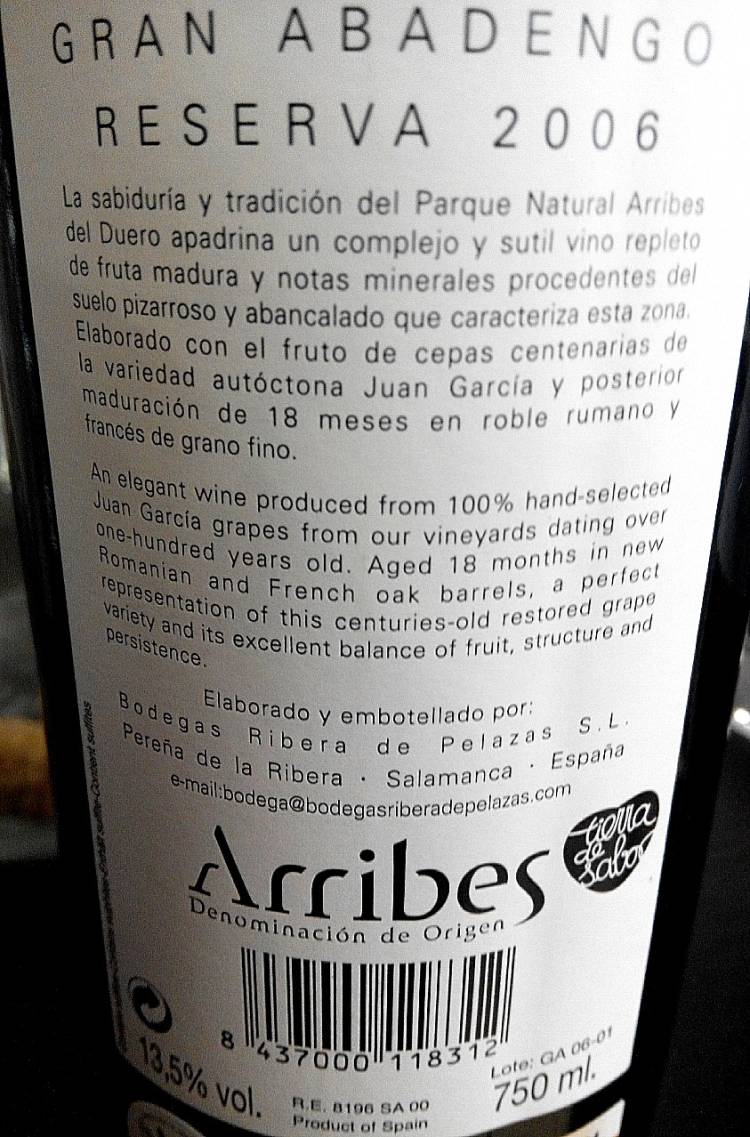 GRAN ABADENGO
RESERVA 2006
La sabiduría y tradición del Parque Natural Arribes
del Duero apadrina un complejo y sutil vino repleto
de fruta madura y notas minerales procedentes del
suelo pizarroso y abancalado que caracteriza esta zona.
Elaborado con el fruto de cepas centenarias de
la variedad autóctona Juan García y posterior
maduración de 18 meses en roble rumano y
francés de grano fino.
An elegant wine produced from 100% hand-selected
Juan García grapes from our vineyards dating over
one-hundred years old. Aged 18 months in new
Romanian and French oak barrels, a perfect
representation of this centuries-old restored grape
variety and its excellent balance of fruit, structure and
persistence.
Elaborado y embotellado por:
Bodegas Ribera de Pelazas S.L.
Pereña de la Ribera · Salamanca · España
e-mail:bodega@bodegasriberadepelazas.com
tierra
de
sabor
Arribes
Denominación de Origen
8 437000 118312
13,5% vol.
R.E. 8196 SA 00
Product of Spain
Lote: GA 06-01
750 ml.
Contient sulfites